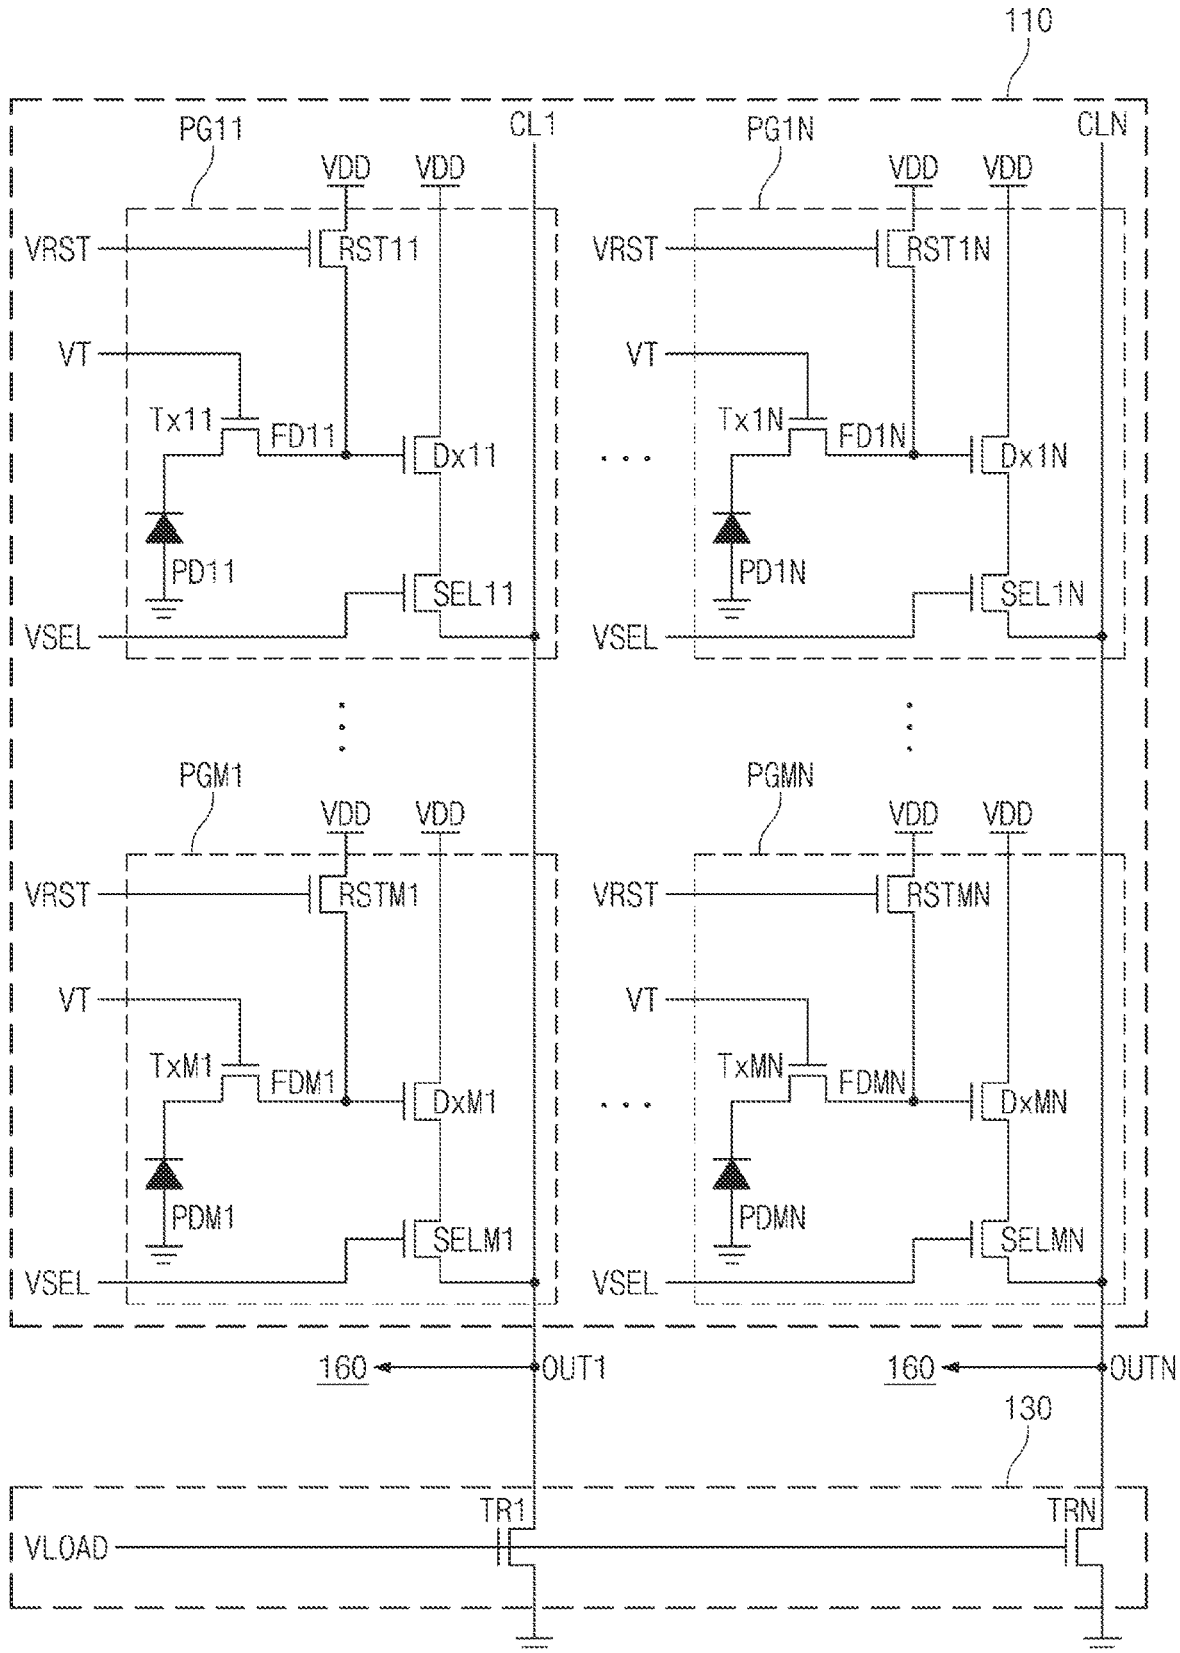 110
PG11 CL1 PG1N CLN
VDD VDD VDD VDD
VRST RST11 VRST RST1N
VT VT
Tx11 FD11 Tx1N FD1N
Dx11 . . . Dx1N
PD11 SEL11 PD1N SEL1N
VSEL VSEL
PGM1 PGMN
VDD VDD VDD VDD
VRST RSTM1 VRST RSTMN
VT VT
TxM1 FDM1 TxMN FDMN
DxM1 . . . DxMN
PDM1 SELM1 PDMN SELMN
VSEL VSEL
160 OUT1 160 OUTN
130
TR1 TRN
VLOAD